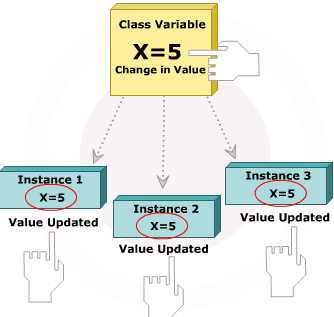 Class Variable
X=5
Change in Value
Instance 1
X=5
Value Updated
Instance 2
X=5
Value Updated
Instance 3
X=5
Value Updated